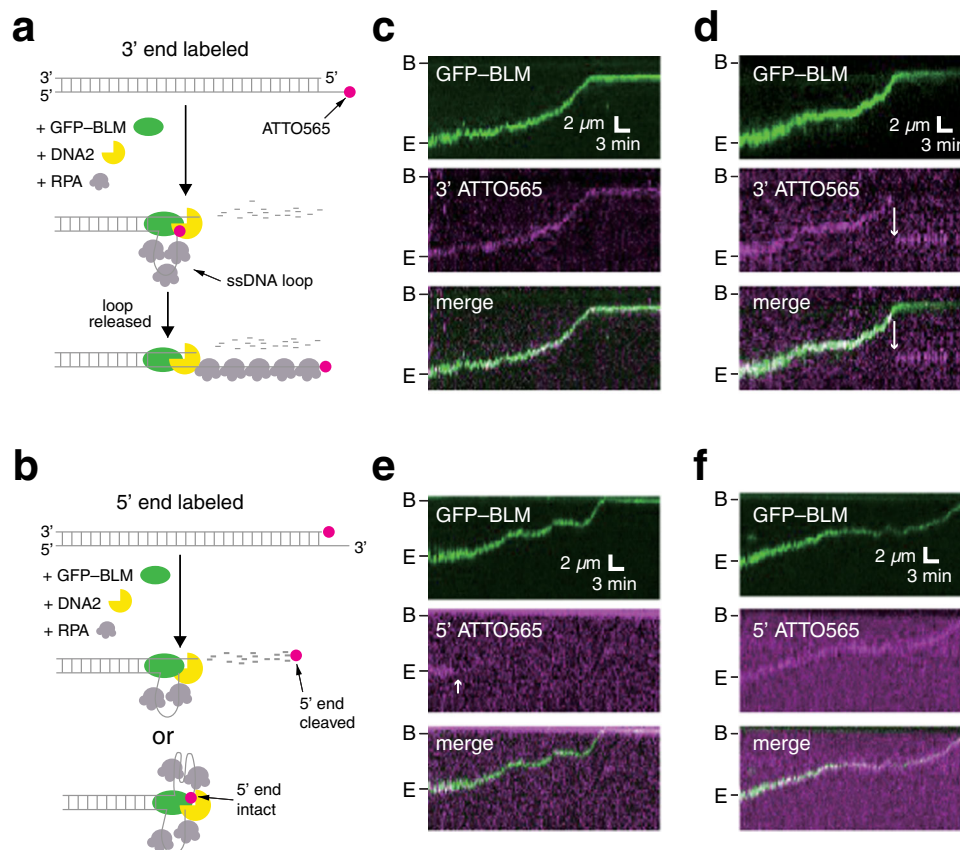 a
3’ end labeled
3’
5’
5’
ATTO565
+ GFP–BLM
+ DNA2
+ RPA
ssDNA loop
loop
released
b
5’ end labeled
3’
5’
3’
+ GFP–BLM
+ DNA2
+ RPA
5’ end
cleaved
or
5’ end
intact
c
B
GFP–BLM
2 µm
3 min
E
B
3’ ATTO565
E
B
merge
E
d
B
GFP–BLM
2 µm
3 min
E
B
3’ ATTO565
E
B
merge
E
e
B
GFP–BLM
2 µm
3 min
E
B
5’ ATTO565
E
B
merge
E
f
B
GFP–BLM
2 µm
3 min
E
B
5’ ATTO565
E
B
merge
E